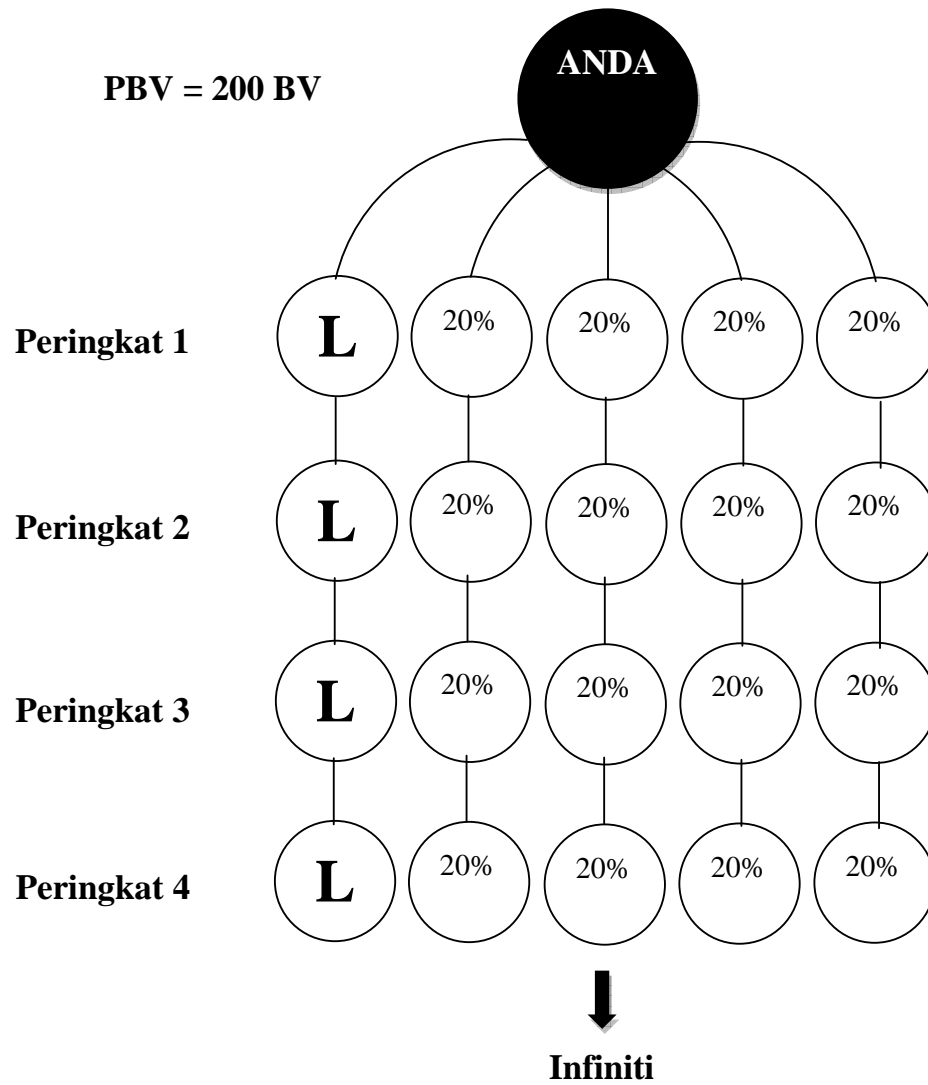 ANDA
PBV = 200 BV
Peringkat 1
L
20%
20%
20%
20%
Peringkat 2
L
20%
20%
20%
20%
Peringkat 3
L
20%
20%
20%
20%
Peringkat 4
L
20%
20%
20%
20%
Infiniti